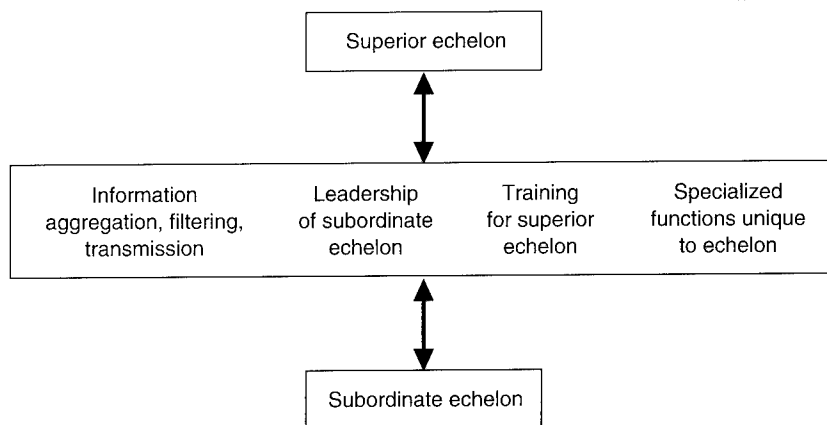 Superior echelon
Information
aggregation, filtering,
transmission
Leadership
of subordinate
echelon
Training
for superior
echelon
Specialized
functions unique
to echelon
Subordinate echelon